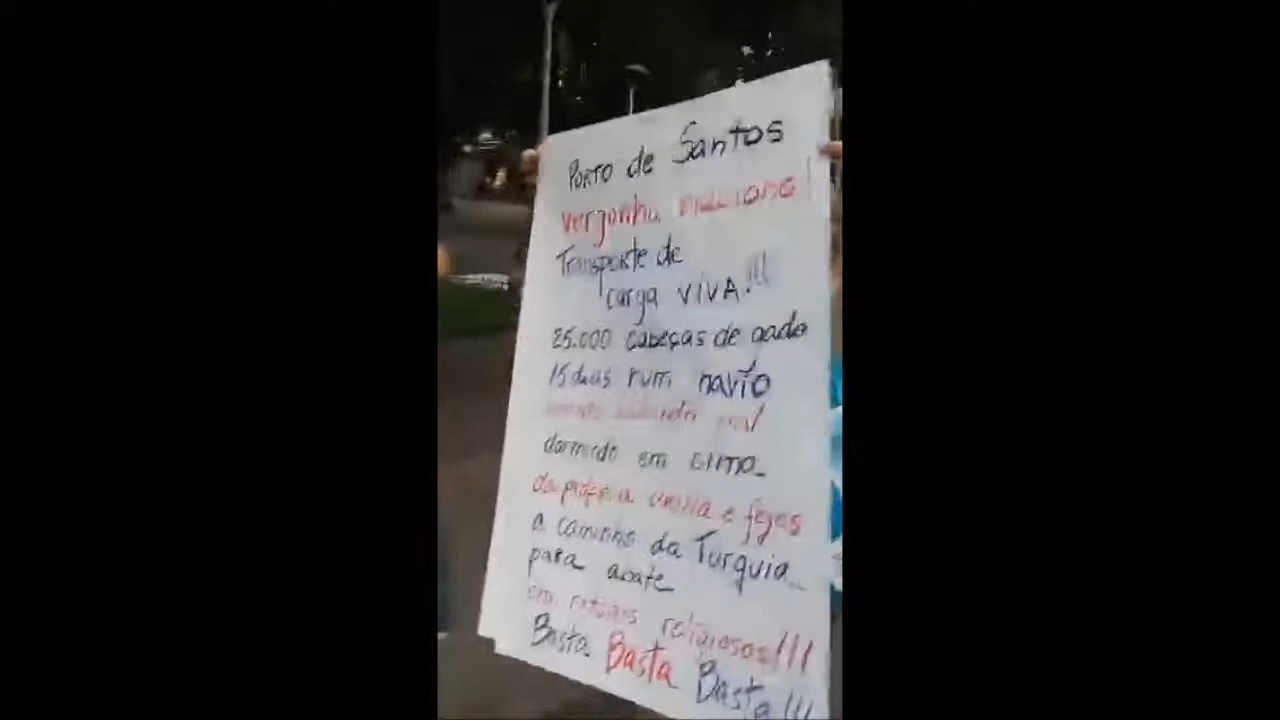 Porto de Santos
vergonha nacional
Transporte de
carga VIVA!!!
25.000 cabeças de gado
15 dias num navio
dormindo em cima
da própria urina e fezes
a caminho da Turquia
para abate
em rituais religiosos!!!
Basta Basta Basta!!!